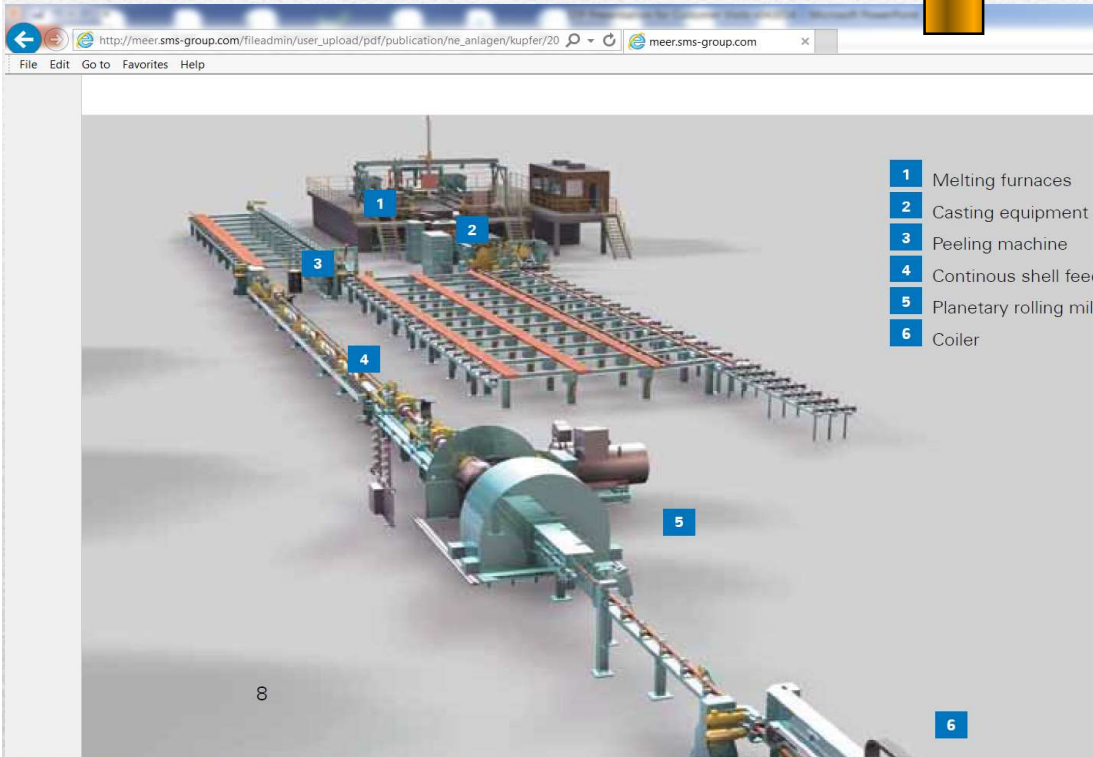 http://meer.sms-group.com/fileadmin/user_upload/pdf/publication/ne_anlagen/kupfer/20
meer.sms-group.com
File Edit Go to Favorites Help
1 Melting furnaces
2 Casting equipment
3 Peeling machine
4 Continous shell feed
5 Planetary rolling mil
6 Coiler
1
2
3
4
5
8
6